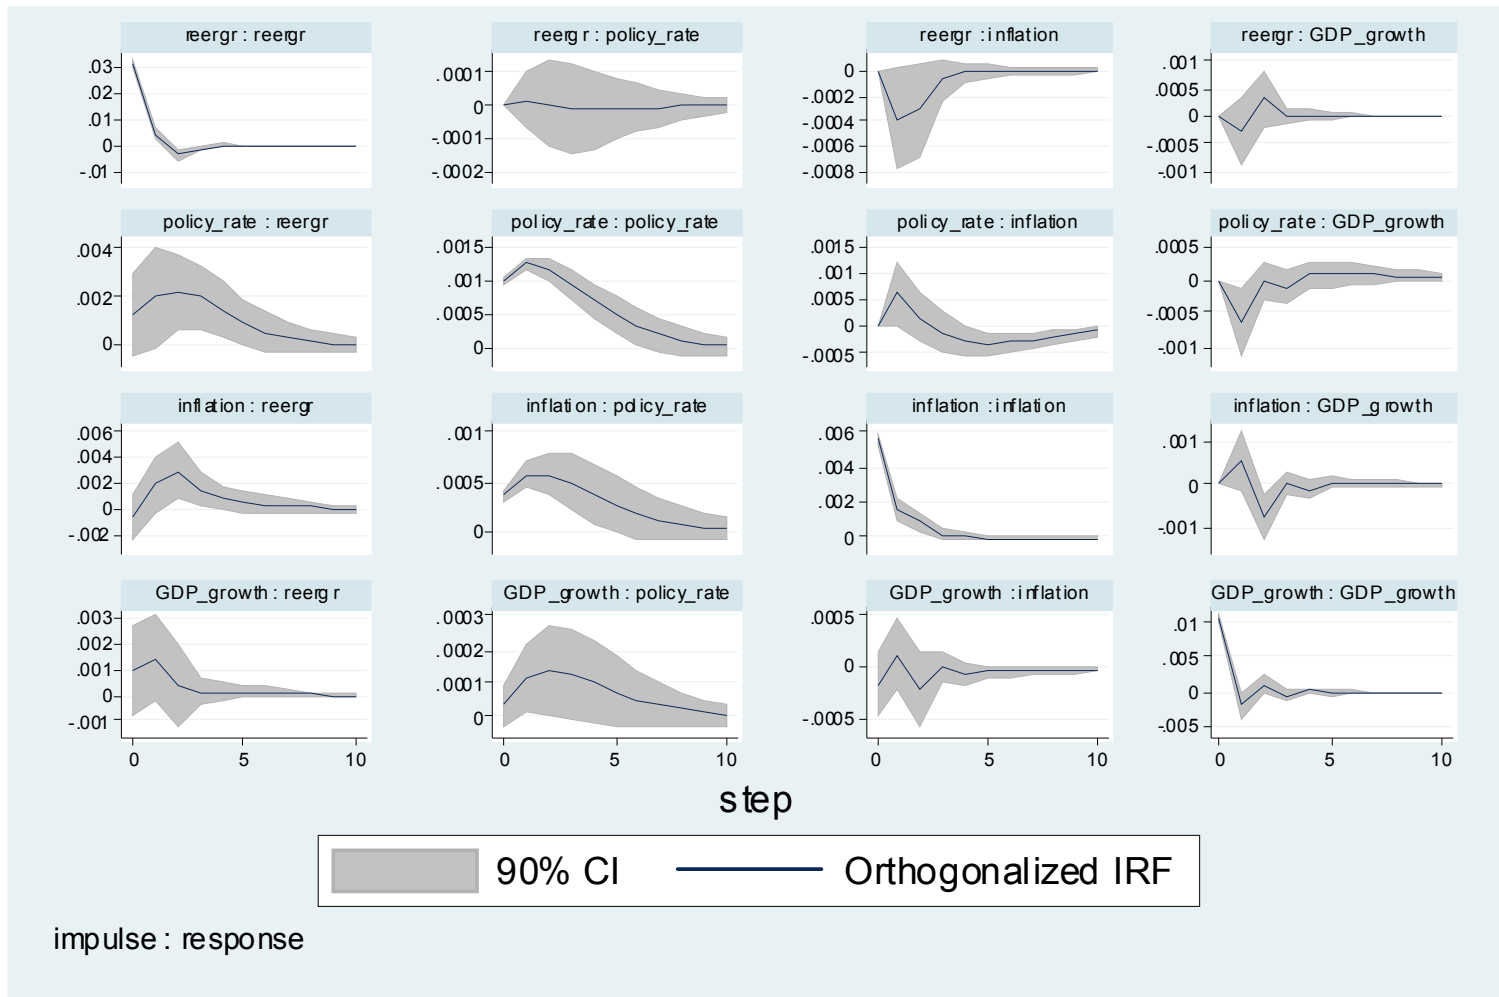 reergr : reergr
reergr : policy_rate
reergr : inflation
reergr : GDP_growth
.03
.02
.01
0
-.01
.0001
0
-.0001
-.0002
0
-.0002
-.0004
-.0006
-.0008
.001
.0005
0
-.0005
-.001
policy_rate : reergr
policy_rate : policy_rate
policy_rate : inflation
policy_rate : GDP_growth
.004
.002
0
.0015
.001
.0005
0
.0015
.001
.0005
0
-.0005
.0005
0
-.0005
-.001
inflation : reergr
inflation : policy_rate
inflation : inflation
inflation : GDP_growth
.006
.004
.002
0
-.002
.001
.0005
0
.006
.004
.002
0
.001
0
-.001
GDP_growth : reergr
GDP_growth : policy_rate
GDP_growth : inflation
GDP_growth : GDP_growth
.003
.002
.001
0
-.001
.0003
.0002
.0001
0
.0005
0
-.0005
.01
.005
0
-.005
0 5 10
0 5 10
0 5 10
0 5 10
step
90% CI
Orthogonalized IRF
impulse : response